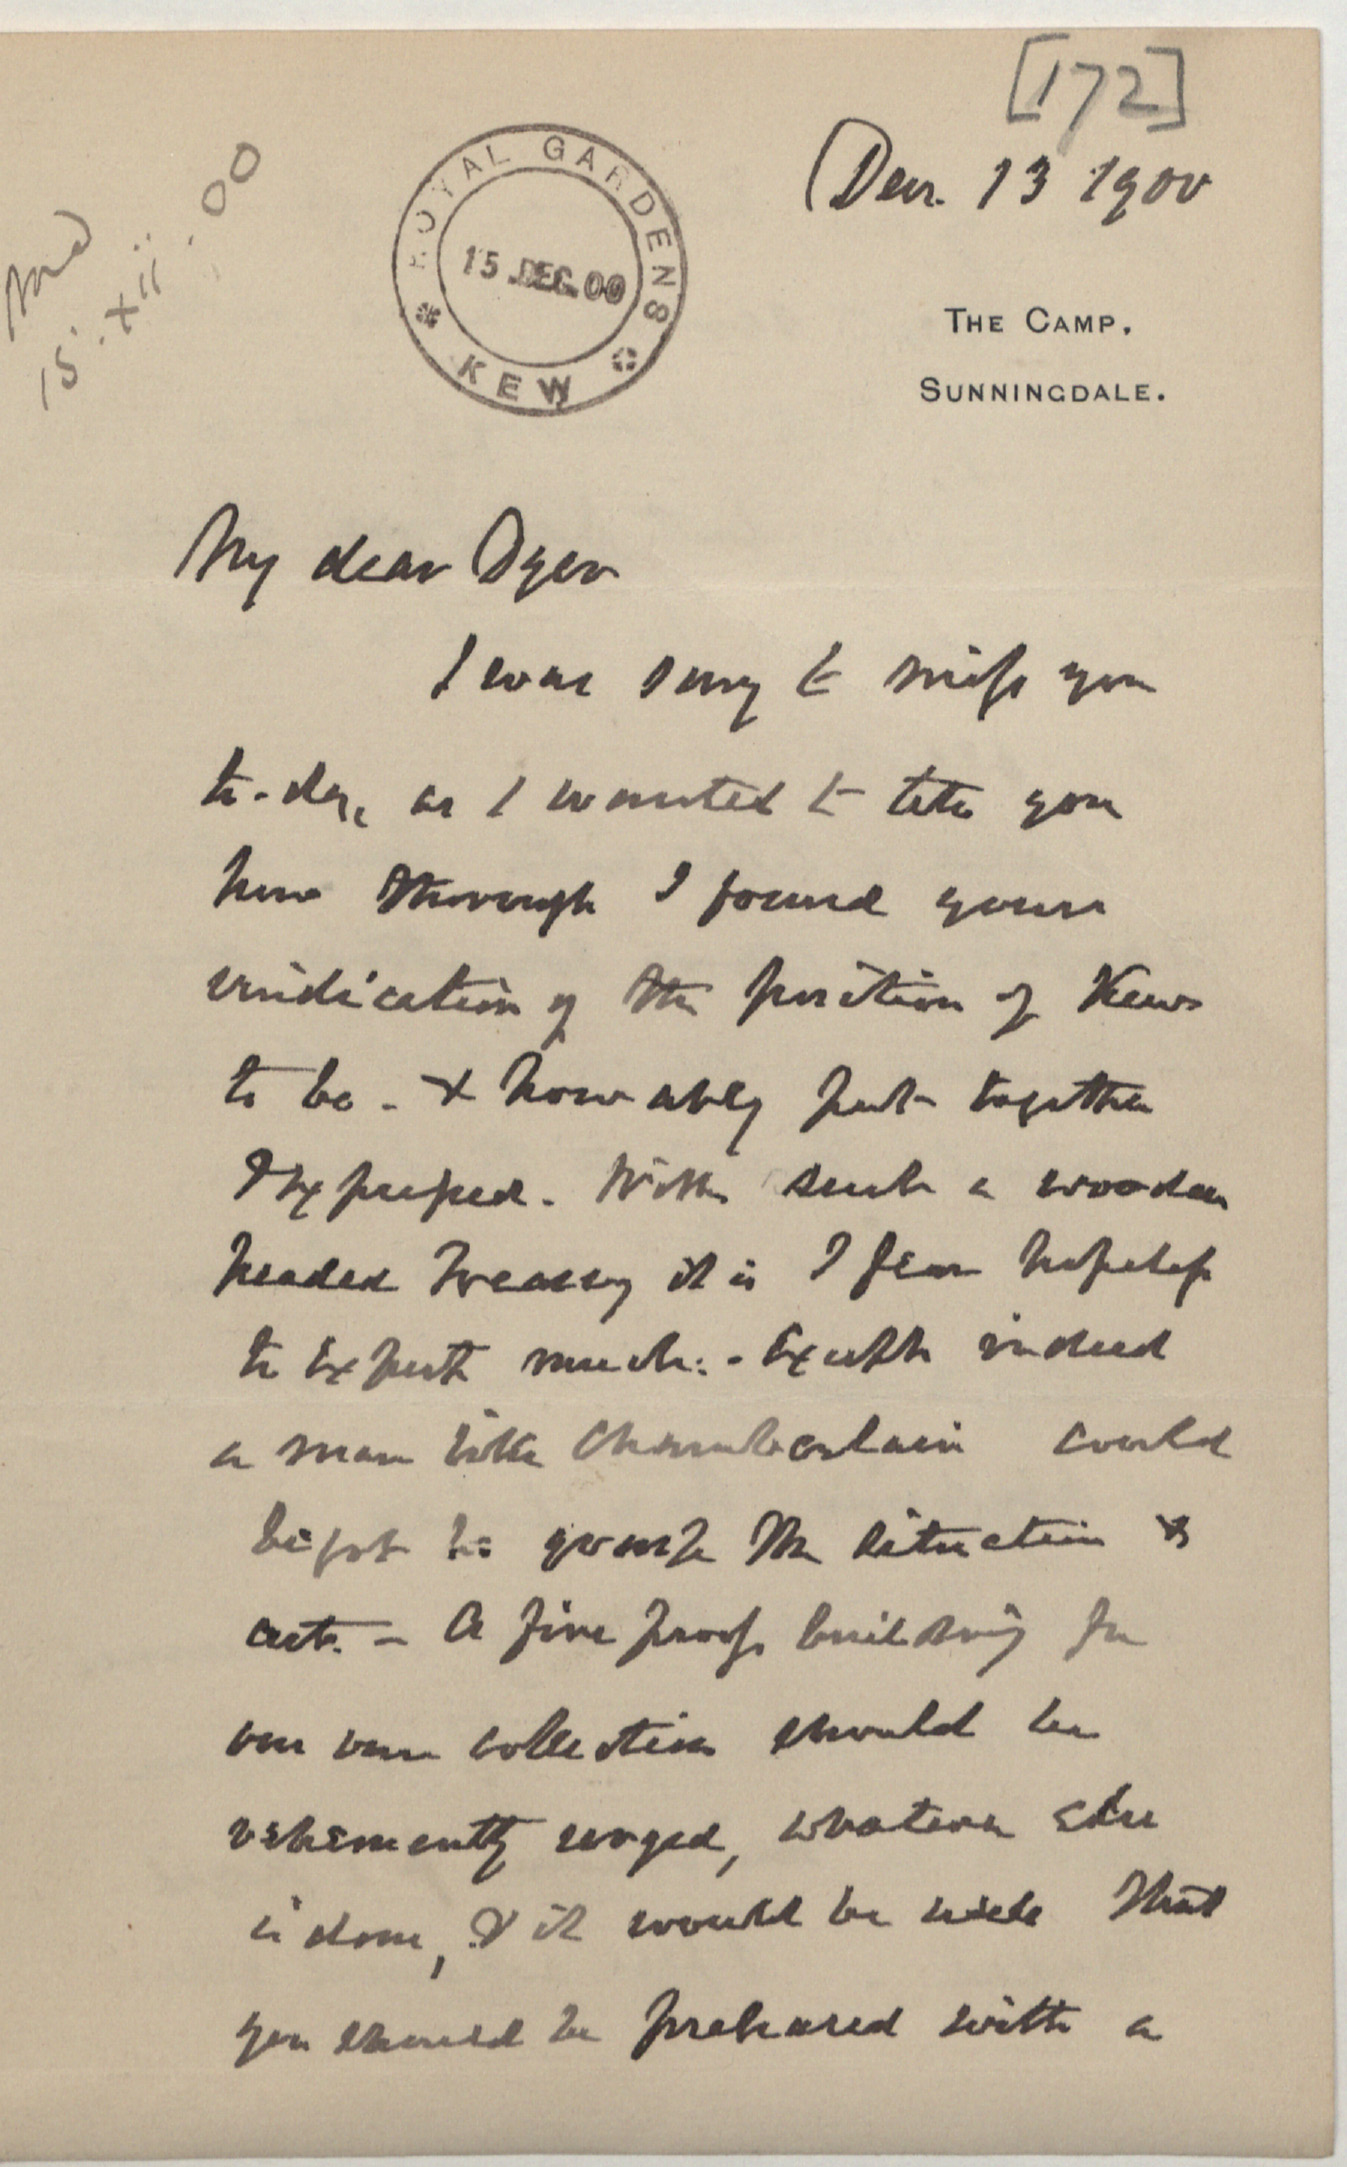 [172]
Decr. 13 1900
ROYAL GARDENS
15 DEC. 00
KEW
15.xii.00
THE CAMP,
SUNNINGDALE.
My dear Dyer
I was sorry to miss you
to-day, as I wanted to tell you
how thorough I found your
vindication of the position of Kew
to be - & how ably put together
& expressed. With such a wooden
headed Treasury it is I fear hopeless
to expect much: - Except indeed
a man like Chamberlain could
be got to grasp the situation &
act. - A fire proof building for
our own collection should be
vehemently urged, whatever else
is done, & it would be well that
you should be prepared with a